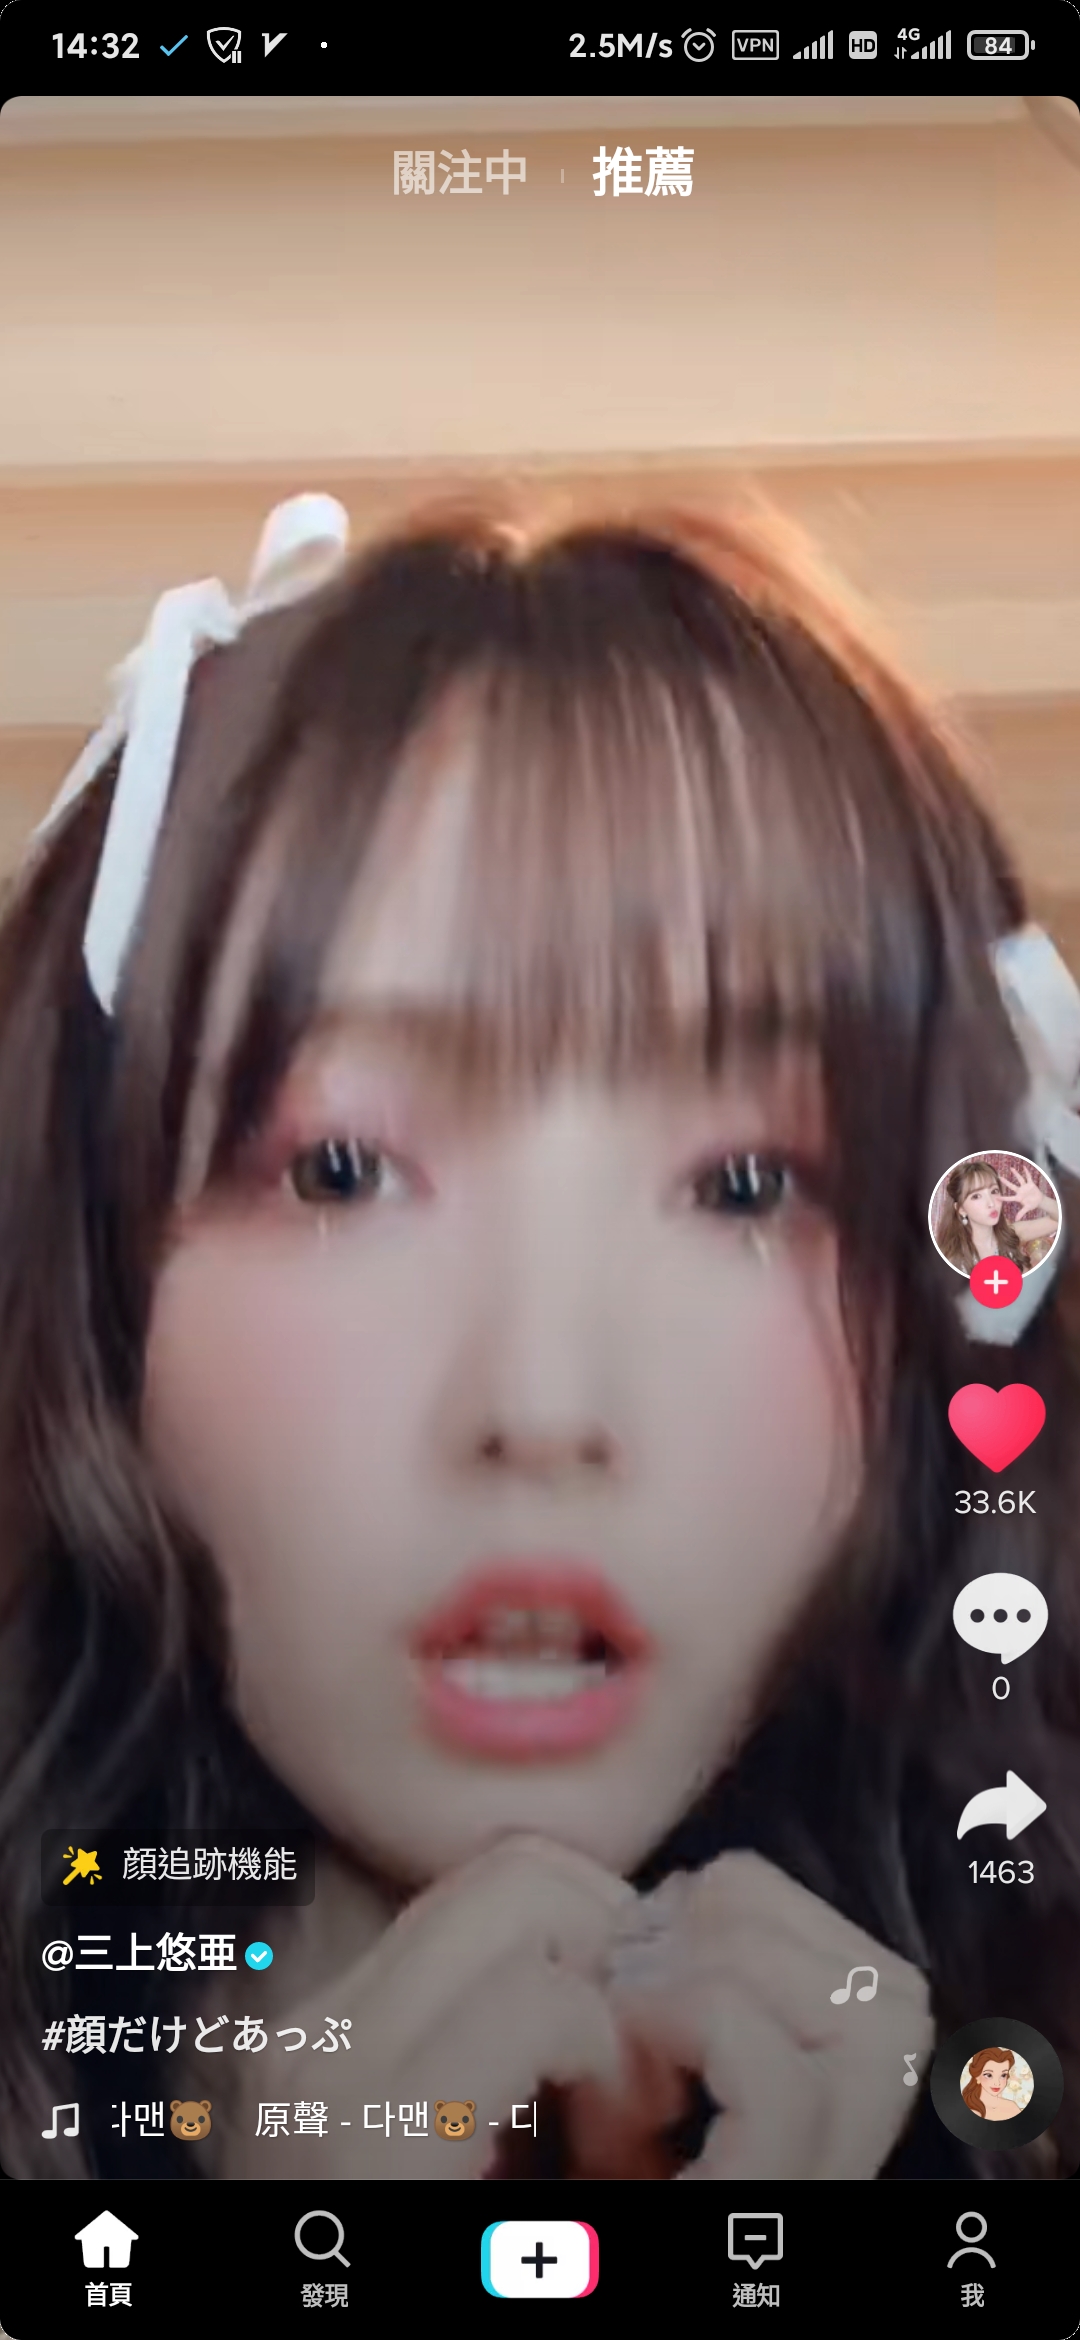 14:32
2.5M/s VPN HD 4G 84
關注中 推薦
33.6K
0
1463
顔追跡機能
@三上悠亜
#顔だけどあっぷ
다맨🐻 原聲 - 다맨🐻 - 다
首頁 發現 通知 我